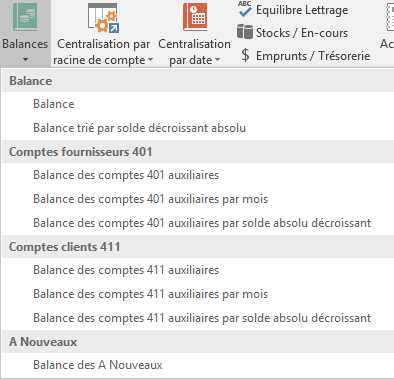 Balances
Centralisation par
racine de compte
Centralisation
par date
ABC
Equilibre Lettrage
Stocks / En-cours
Emprunts / Trésorerie
Balance
Balance
Balance trié par solde décroissant absolu
Comptes fournisseurs 401
Balance des comptes 401 auxiliaires
Balance des comptes 401 auxiliaires par mois
Balance des comptes 401 auxiliaires par solde absolu décroissant
Comptes clients 411
Balance des comptes 411 auxiliaires
Balance des comptes 411 auxiliaires par mois
Balance des comptes 411 auxiliaires par solde absolu décroissant
A Nouveaux
Balance des A Nouveaux